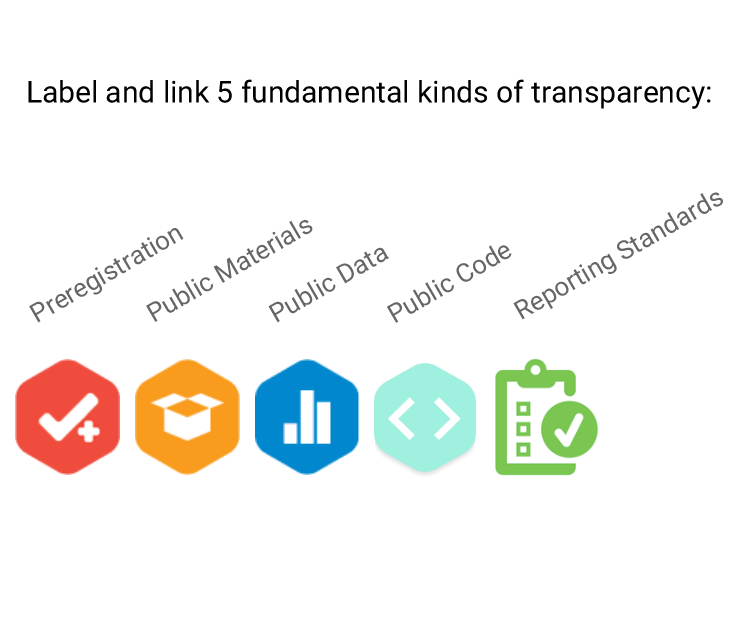 Label and link 5 fundamental kinds of transparency:
Preregistration
Public Materials
Public Data
Public Code
Reporting Standards